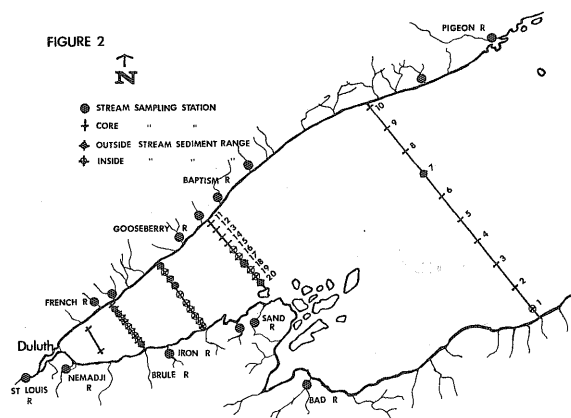 FIGURE 2
N
STREAM SAMPLING STATION
CORE " "
OUTSIDE STREAM SEDIMENT RANGE
INSIDE " " "
PIGEON R
BAPTISM R
GOOSEBERRY R
FRENCH R
Duluth
ST LOUIS R
NEMADJI R
BRULE R
IRON R
SAND R
BAD R
11
12
13
14
15
16
17
18
19
20
10
9
8
7
6
5
4
3
2
1